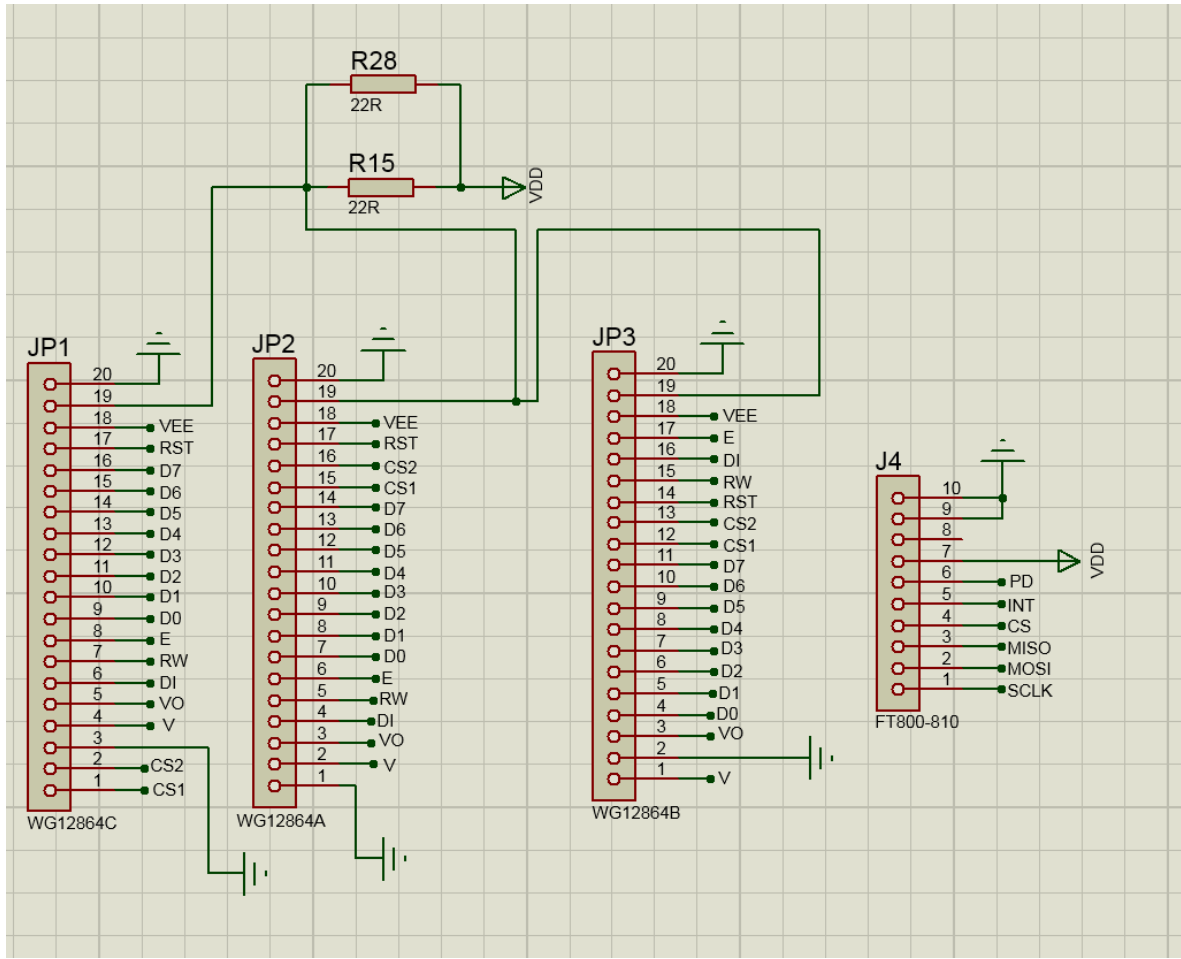 R28
22R
R15
22R
VDD
JP1
20
19
18 VEE
17 RST
16 D7
15 D6
14 D5
13 D4
12 D3
11 D2
10 D1
9 D0
8 E
7 RW
6 DI
5 VO
4 V
3
2 CS2
1 CS1
WG12864C
JP2
20
19
18 VEE
17 RST
16 CS2
15 CS1
14 D7
13 D6
12 D5
11 D4
10 D3
9 D2
8 D1
7 D0
6 E
5 RW
4 DI
3 VO
2 V
1
WG12864A
JP3
20
19
18 VEE
17 E
16 DI
15 RW
14 RST
13 CS2
12 CS1
11 D7
10 D6
9 D5
8 D4
7 D3
6 D2
5 D1
4 D0
3 VO
2
1 V
WG12864B
J4
10
9
8
7 VDD
6 PD
5 INT
4 CS
3 MISO
2 MOSI
1 SCLK
FT800-810